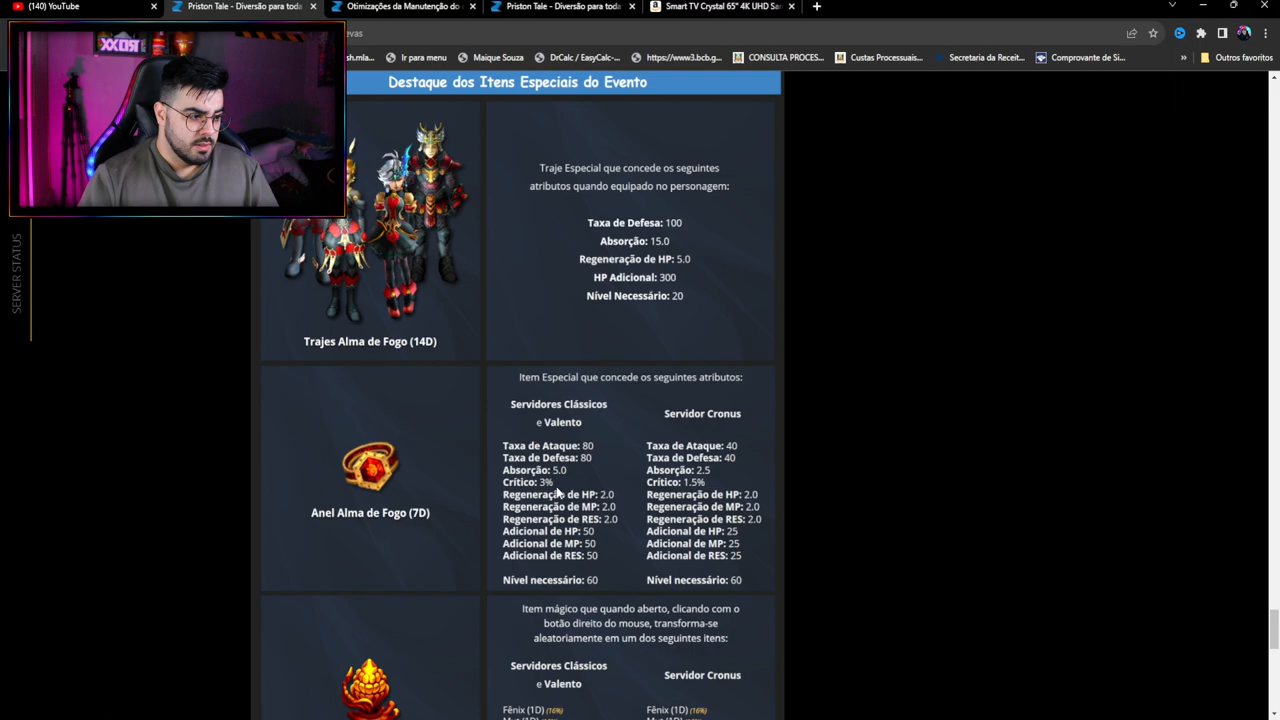 (140) YouTube
Priston Tale - Diversão para toda
Otimizações da Manutenção do
Priston Tale - Diversão para toda
Smart TV Crystal 65" 4K UHD Sa
evas
Ir para menu
Maique Souza
DrCalc / EasyCalc-...
https://www3.bcb.g...
CONSULTA PROCES...
Custas Processuais...
Secretaria da Receit...
Comprovante de Si...
Outros favoritos
SERVER STATUS
Destaque dos Itens Especiais do Evento
Traje Especial que concede os seguintes
atributos quando equipado no personagem:
Taxa de Defesa: 100
Absorção: 15.0
Regeneração de HP: 5.0
HP Adicional: 300
Nível Necessário: 20
Trajes Alma de Fogo (14D)
Item Especial que concede os seguintes atributos:
Servidores Clássicos
e Valento
Taxa de Ataque: 80
Taxa de Defesa: 80
Absorção: 5.0
Crítico: 3%
Regeneração de HP: 2.0
Regeneração de MP: 2.0
Regeneração de RES: 2.0
Adicional de HP: 50
Adicional de MP: 50
Adicional de RES: 50
Nível necessário: 60
Servidor Cronus
Taxa de Ataque: 40
Taxa de Defesa: 40
Absorção: 2.5
Crítico: 1.5%
Regeneração de HP: 2.0
Regeneração de MP: 2.0
Regeneração de RES: 2.0
Adicional de HP: 25
Adicional de MP: 25
Adicional de RES: 25
Nível necessário: 60
Anel Alma de Fogo (7D)
Item mágico que quando aberto, clicando com o
botão direito do mouse, transforma-se
aleatoriamente em um dos seguintes itens:
Servidores Clássicos
e Valento
Fênix (1D) (16%)
Servidor Cronus
Fênix (1D) (16%)